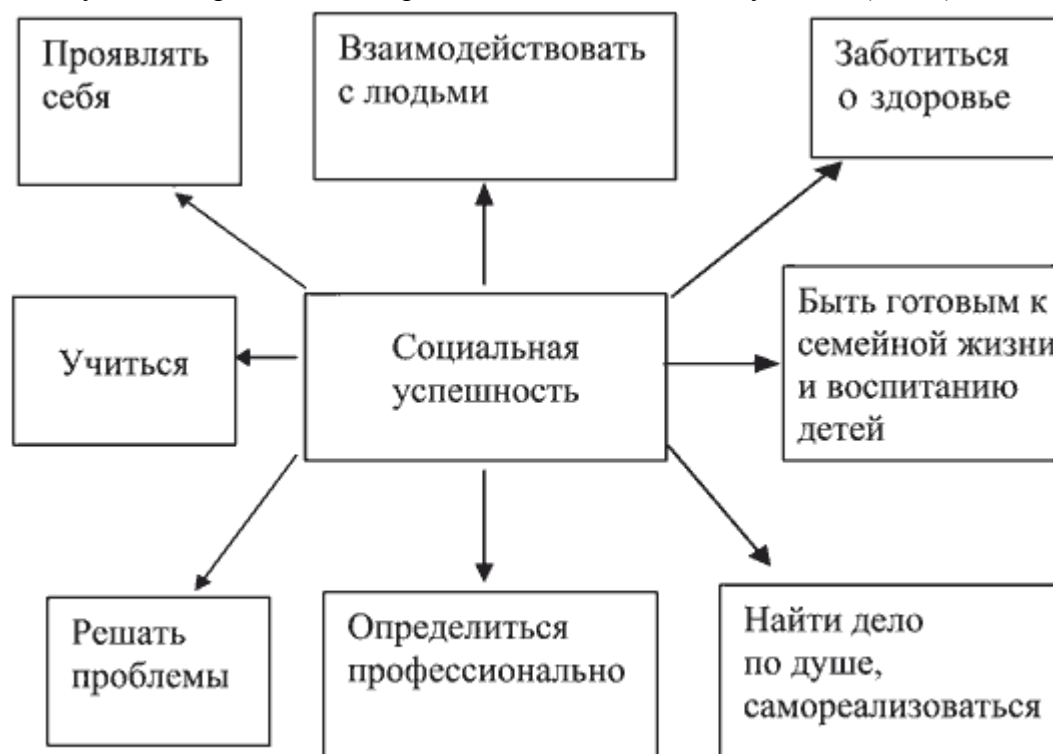 Проявлять
себя
Взаимодействовать
с людьми
Заботиться
о здоровье
Учиться
Социальная
успешность
Быть готовым к
семейной жизни
и воспитанию
детей
Решать
проблемы
Определиться
профессионально
Найти дело
по душе,
самореализоваться